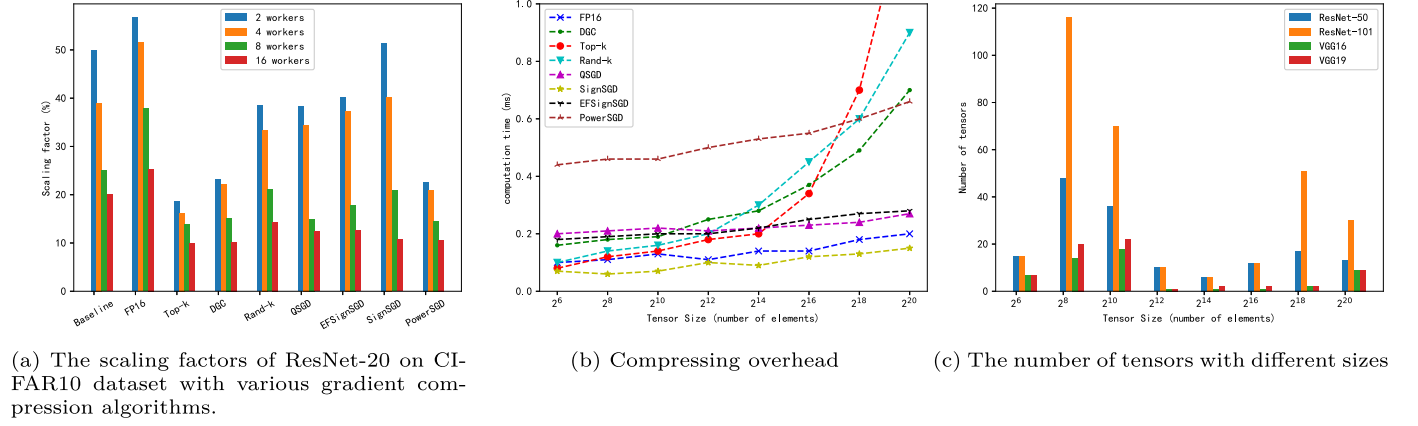 2 workers
4 workers
8 workers
16 workers
Scaling factor (%)
50
40
30
20
10
0
Baseline
FP16
Top-k
DGC
Rand-k
QSGD
EFSignSGD
SignSGD
PowerSGD
(a) The scaling factors of ResNet-20 on CI-
FAR10 dataset with various gradient com-
pression algorithms.
FP16
DGC
Top-k
Rand-k
QSGD
SignSGD
EFSignSGD
PowerSGD
computation time (ms)
1.0
0.8
0.6
0.4
0.2
0.0
2^6
2^8
2^10
2^12
2^14
2^16
2^18
2^20
Tensor Size (number of elements)
(b) Compressing overhead
ResNet-50
ResNet-101
VGG16
VGG19
Number of tensors
120
100
80
60
40
20
0
2^6
2^8
2^10
2^12
2^14
2^16
2^18
2^20
Tensor Size (number of elements)
(c) The number of tensors with different sizes